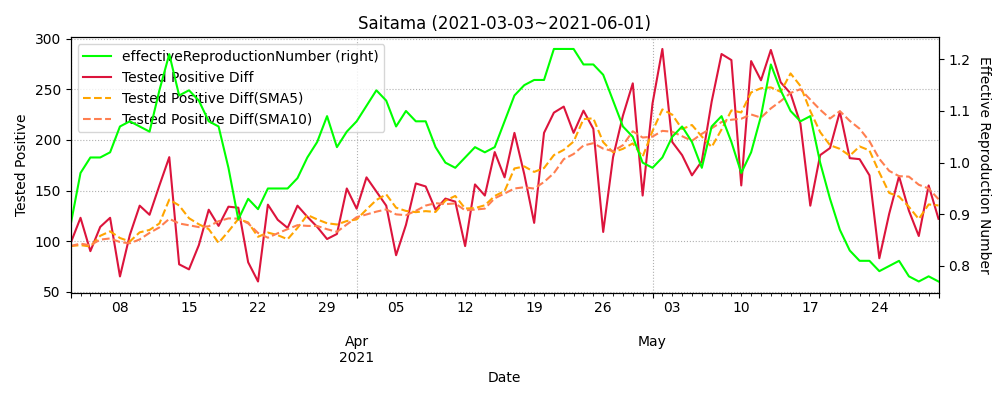 Saitama (2021-03-03~2021-06-01)
effectiveReproductionNumber (right)
Tested Positive Diff
Tested Positive Diff(SMA5)
Tested Positive Diff(SMA10)
Tested Positive
300
250
200
150
100
50
1.2
1.1
1.0
0.9
0.8
Effective Reproduction Number
08 15 22 29 05 12 19 26 03 10 17 24
Apr May
2021
Date